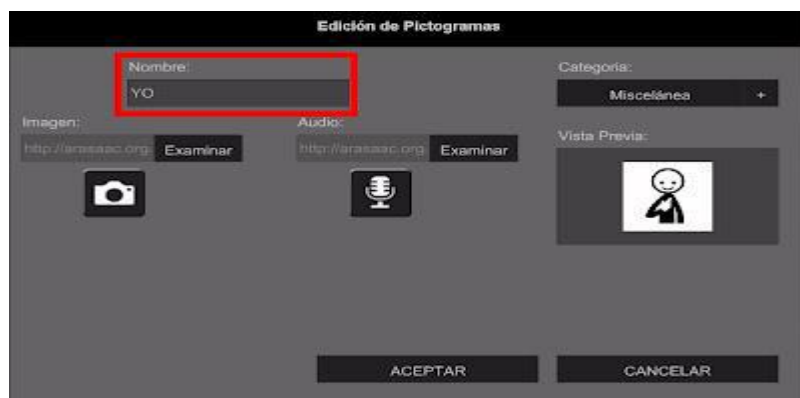 Edición de Pictogramas
Nombre:
YO
Categoría:
Miscelánea +
Imagen:
http://arasaac.org
Examinar
Audio:
http://arasaac.org
Examinar
Vista Previa:
ACEPTAR
CANCELAR